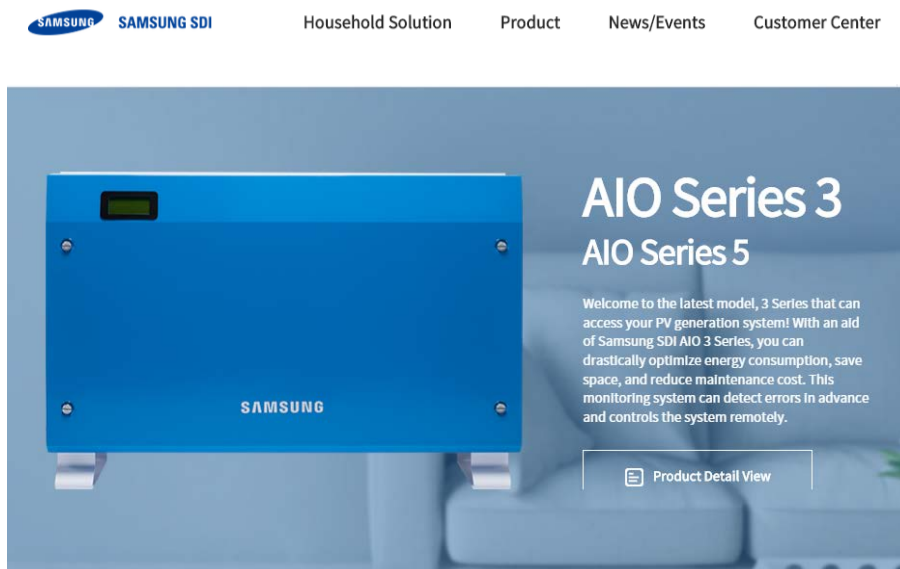 SAMSUNG SAMSUNG SDI Household Solution Product News/Events Customer Center
AIO Series 3
AIO Series 5
Welcome to the latest model, 3 Series that can
access your PV generation system! With an aid
of Samsung SDI AIO 3 Series, you can
drastically optimize energy consumption, save
space, and reduce maintenance cost. This
monitoring system can detect errors in advance
and controls the system remotely.
SAMSUNG
Product Detail View